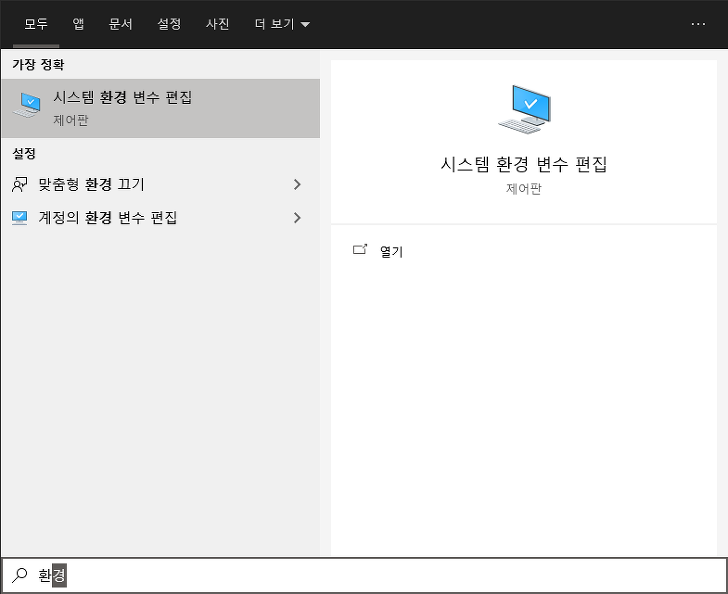 모두 앱 문서 설정 사진 더 보기
가장 정확
시스템 환경 변수 편집
제어판
설정
맞춤형 환경 끄기
계정의 환경 변수 편집
시스템 환경 변수 편집
제어판
열기
환경